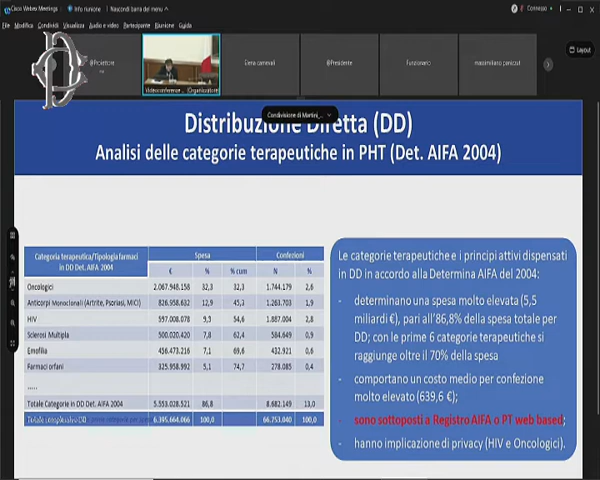 Cisco Webex Meetings
Info riunione
Nascondi barra dei menu
Connesso
File Modifica Condividi Visualizza Audio e video Partecipante Riunione Guida
Layout
@Proiettore
Videoconferenze ... (Organizzatore)
Elena carnevali
@Presidente
Funzionario
massimiliano panizzut
Condivisione di Martini_...
Distribuzione Diretta (DD)
Analisi delle categorie terapeutiche in PHT (Det. AIFA 2004)
Categoria terapeutica/Tipologia farmaci in DD Det. AIFA 2004
Spesa Confezioni
€ % % cum N %
Oncologici 2.067.948.158 32,3 32,3 1.744.179 2,6
Anticorpi Monoclonali (Artrite, Psoriasi, MICI) 826.958.632 12,9 45,3 1.263.703 1,9
HIV 597.008.078 9,3 54,6 1.887.004 2,8
Sclerosi Multipla 500.020.420 7,8 62,4 584.649 0,9
Emofilia 456.473.216 7,1 69,6 432.921 0,6
Farmaci orfani 325.958.992 5,1 74,7 278.085 0,4
.....
Totale Categorie in DD Det. AIFA 2004 5.553.028.521 86,8 8.682.149 13,0
Totale complessivo DD 6.395.664.066 100,0 66.753.040 100,0
Le categorie terapeutiche e i principi attivi dispensati
in DD in accordo alla Determina AIFA del 2004:
- determinano una spesa molto elevata (5,5
miliardi €), pari all'86,8% della spesa totale per
DD; con le prime 6 categorie terapeutiche si
raggiunge oltre il 70% della spesa
- comportano un costo medio per confezione
molto elevato (639,6 €);
- sono sottoposti a Registro AIFA o PT web based;
- hanno implicazione di privacy (HIV e Oncologici).